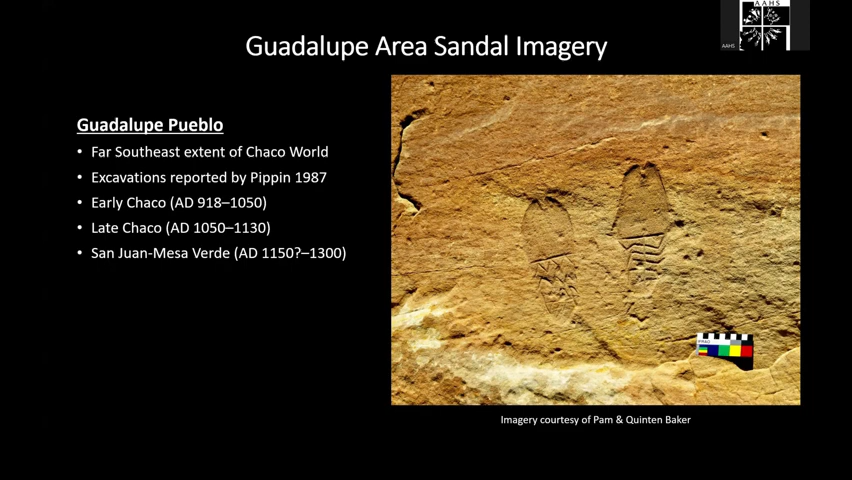 AAHS
AAHS
Guadalupe Area Sandal Imagery
Guadalupe Pueblo
• Far Southeast extent of Chaco World
• Excavations reported by Pippin 1987
• Early Chaco (AD 918–1050)
• Late Chaco (AD 1050–1130)
• San Juan-Mesa Verde (AD 1150?–1300)
IFRAO
Imagery courtesy of Pam & Quinten Baker